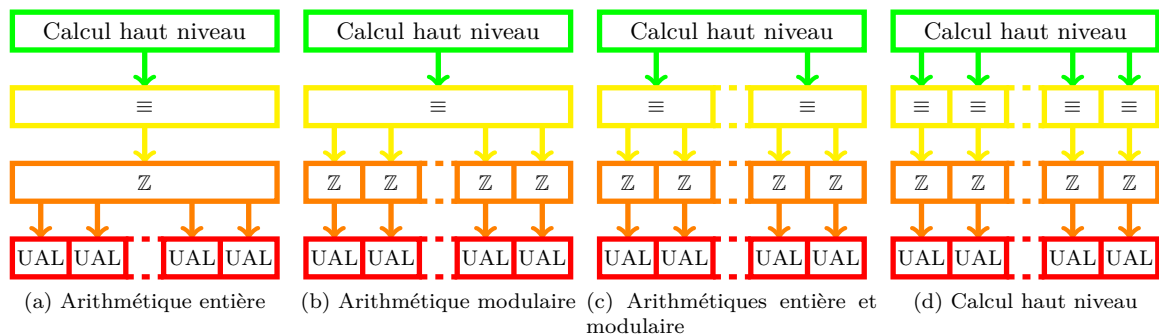 Calcul haut niveau Calcul haut niveau Calcul haut niveau Calcul haut niveau
≡ ≡ ≡ ≡ ≡ ≡ ≡ ≡
ℤ ℤ ℤ ℤ ℤ ℤ ℤ ℤ ℤ ℤ ℤ ℤ ℤ
UAL UAL UAL UAL UAL UAL UAL UAL UAL UAL UAL UAL UAL UAL UAL UAL
(a) Arithmétique entière (b) Arithmétique modulaire (c) Arithmétiques entière et (d) Calcul haut niveau
modulaire